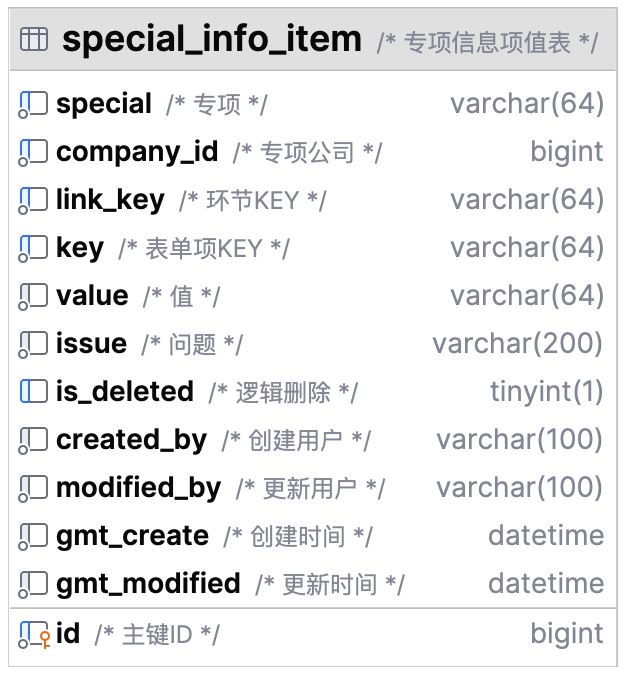 special_info_item /* 专项信息项值表 */
special /* 专项 */ varchar(64)
company_id /* 专项公司 */ bigint
link_key /* 环节KEY */ varchar(64)
key /* 表单项KEY */ varchar(64)
value /* 值 */ varchar(64)
issue /* 问题 */ varchar(200)
is_deleted /* 逻辑删除 */ tinyint(1)
created_by /* 创建用户 */ varchar(100)
modified_by /* 更新用户 */ varchar(100)
gmt_create /* 创建时间 */ datetime
gmt_modified /* 更新时间 */ datetime
id /* 主键ID */ bigint